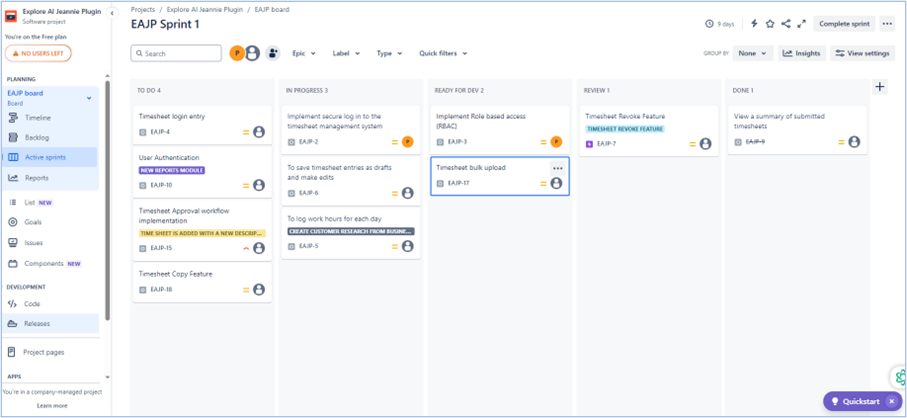 Explore AI Jeannie Plugin
Software project
You're on the Free plan
NO USERS LEFT
PLANNING
EAJP board
Board
Timeline
Backlog
Active sprints
Reports
List NEW
Goals
Issues
Components NEW
DEVELOPMENT
Code
Releases
Project pages
APPS
You're in a company-managed project
Learn more
Projects / Explore AI Jeannie Plugin / EAJP board
EAJP Sprint 1
9 days
Complete sprint
Search
P
Epic
Label
Type
Quick filters
GROUP BY
None
Insights
View settings
TO DO 4
Timesheet login entry
EAJP-4
User Authentication
NEW REPORTS MODULE
EAJP-10
Timesheet Approval workflow
implementation
TIME SHEET IS ADDED WITH A NEW DESCRIP...
EAJP-15
Timesheet Copy Feature
EAJP-18
IN PROGRESS 3
Implement secure log in to the
timesheet management system
EAJP-2
P
To save timesheet entries as drafts
and make edits
EAJP-6
To log work hours for each day
CREATE CUSTOMER RESEARCH FROM BUSINE...
EAJP-5
READY FOR DEV 2
Implement Role based access
(RBAC)
EAJP-3
P
Timesheet bulk upload
EAJP-17
REVIEW 1
Timesheet Revoke Feature
TIMESHEET REVOKE FEATURE
EAJP-7
DONE 1
View a summary of submitted
timesheets
EAJP-9
Quickstart